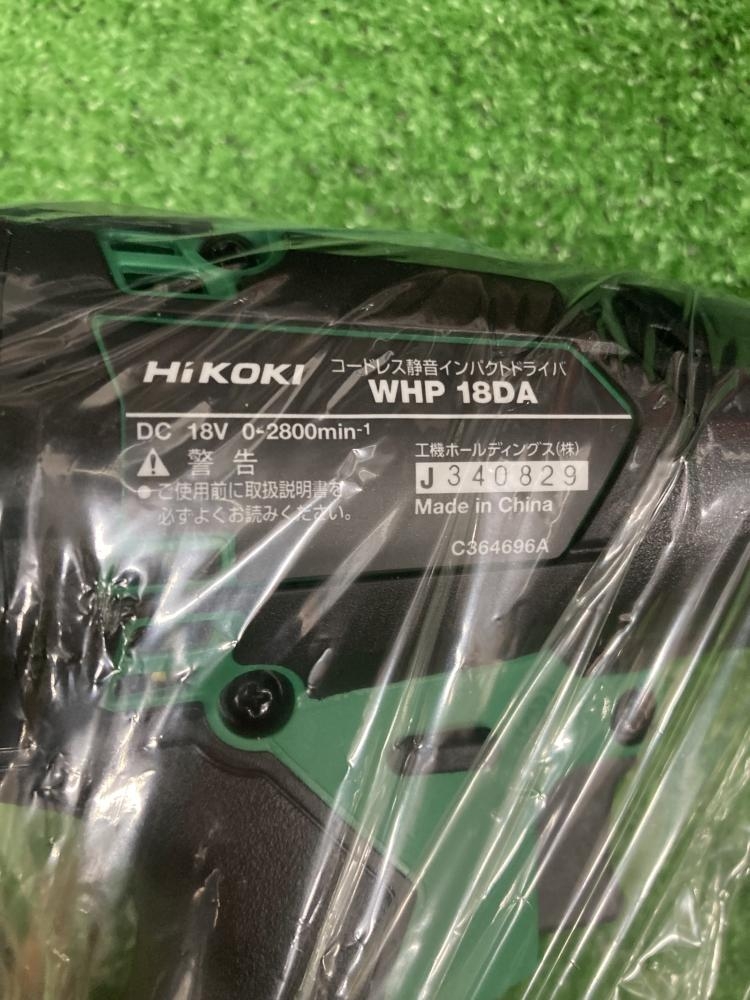 HiKOKI コードレス静音インパクトドライバ
WHP 18DA
DC 18V 0-2800min-1
警告
●ご使用前に取扱説明書を
必ずよくお読みください。
工機ホールディングス(株)
J340829
Made in China
C364696A